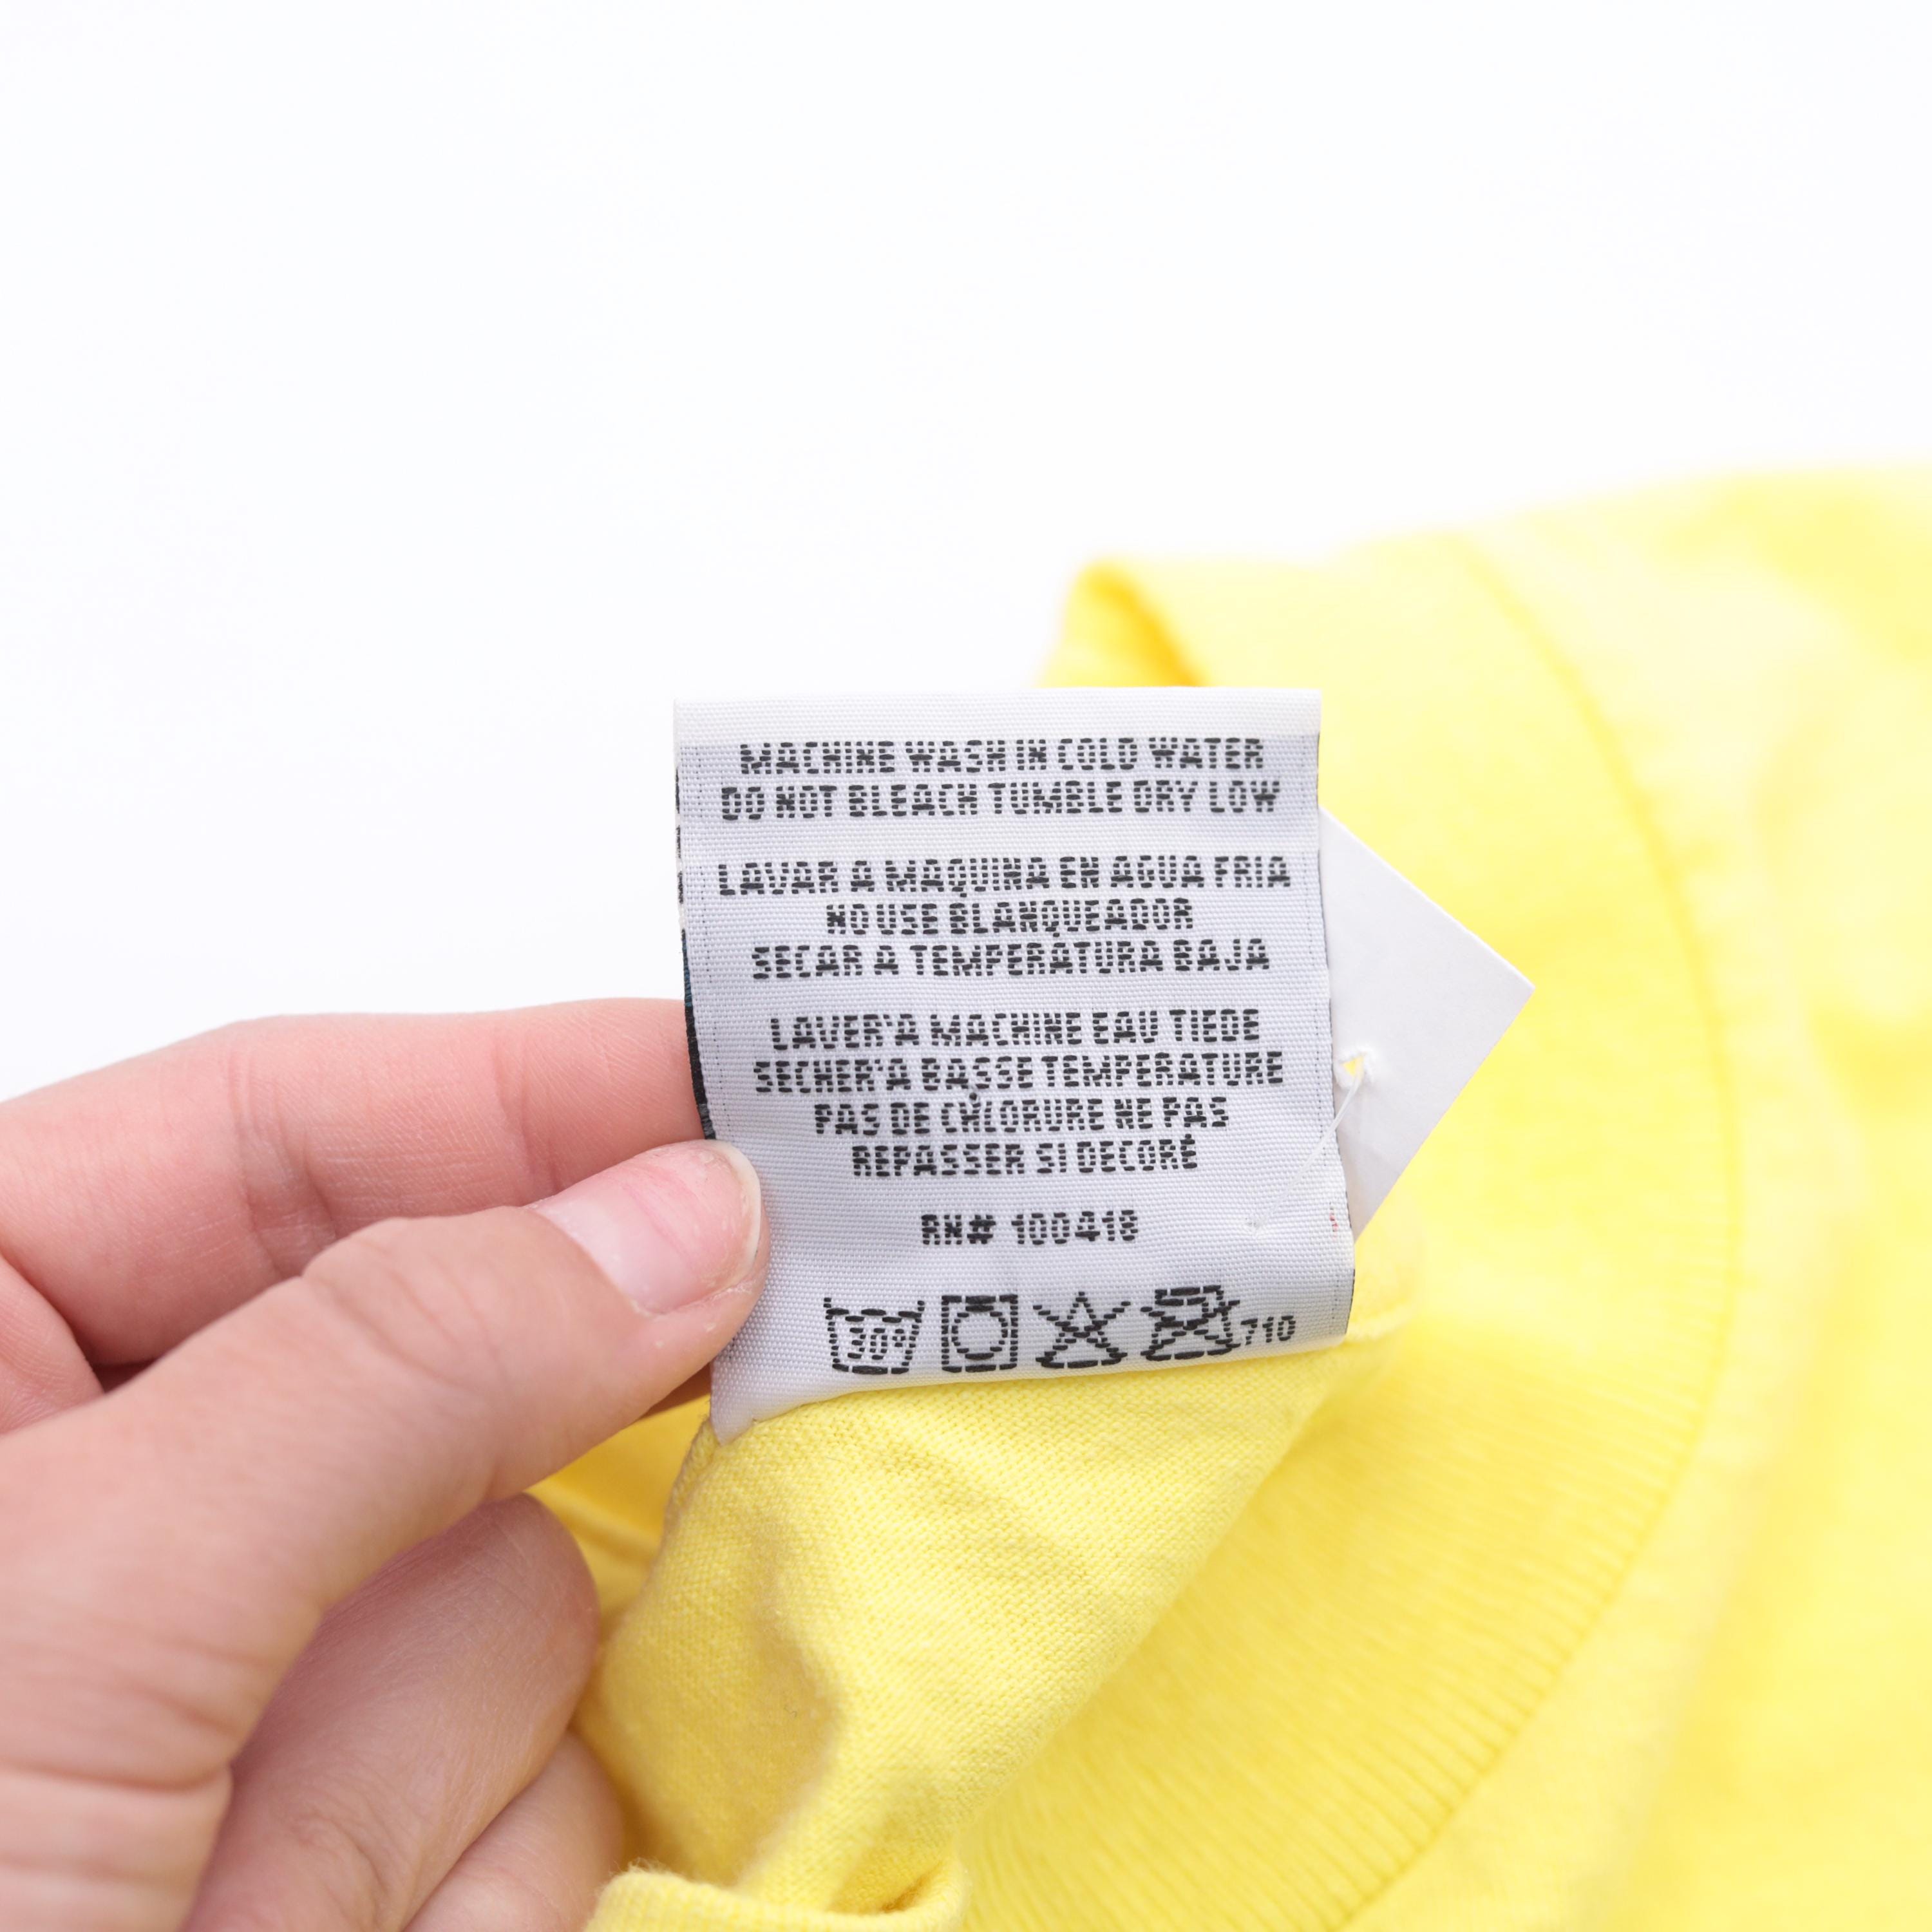 MACHINE WASH IN COLD WATER
DO NOT BLEACH TUMBLE DRY LOW
LAVAR A MAQUINA EN AGUA FRIA
NO USE BLANQUEADOR
SECAR A TEMPERATURA BAJA
LAVER'A MACHINE EAU TIEDE
SECHER'A BASSE TEMPERATURE
PAS DE CHLORURE NE PAS
REPASSER SI DECORÉ
RN# 100418
30° 710